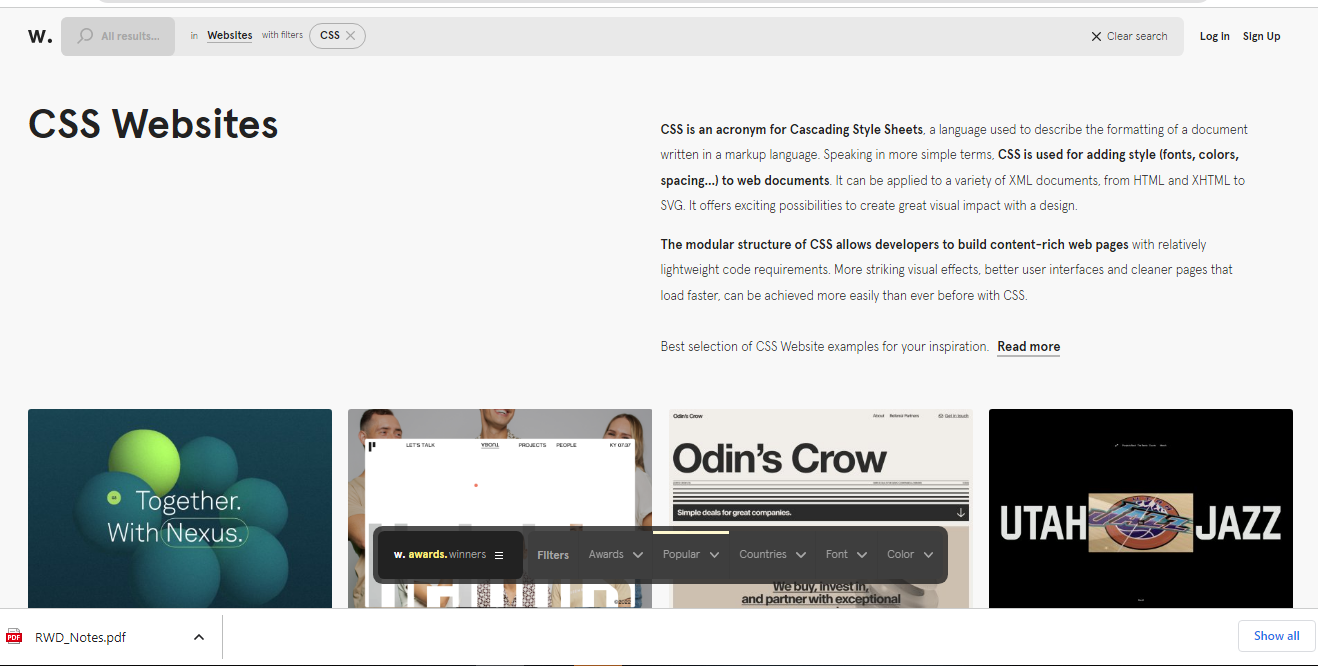 w.
All results...
in Websites with filters CSS
Clear search
Log in Sign Up
CSS Websites
CSS is an acronym for Cascading Style Sheets, a language used to describe the formatting of a document
written in a markup language. Speaking in more simple terms, CSS is used for adding style (fonts, colors,
spacing...) to web documents. It can be applied to a variety of XML documents, from HTML and XHTML to
SVG. It offers exciting possibilities to create great visual impact with a design.
The modular structure of CSS allows developers to build content-rich web pages with relatively
lightweight code requirements. More striking visual effects, better user interfaces and cleaner pages that
load faster, can be achieved more easily than ever before with CSS.
Best selection of CSS Website examples for your inspiration. Read more
Together.
With Nexus.
LET'S TALK
PROJECTS PEOPLE
©2022
Odin's Crow
About Related Partners Get in touch
Odin's Crow
Simple deals for great companies.
We buy, invest in,
and partner with exceptional
UTAH JAZZ JAZZ
w. awards.winners
Filters Awards Popular Countries Font Color
PDF RWD_Notes.pdf
Show all